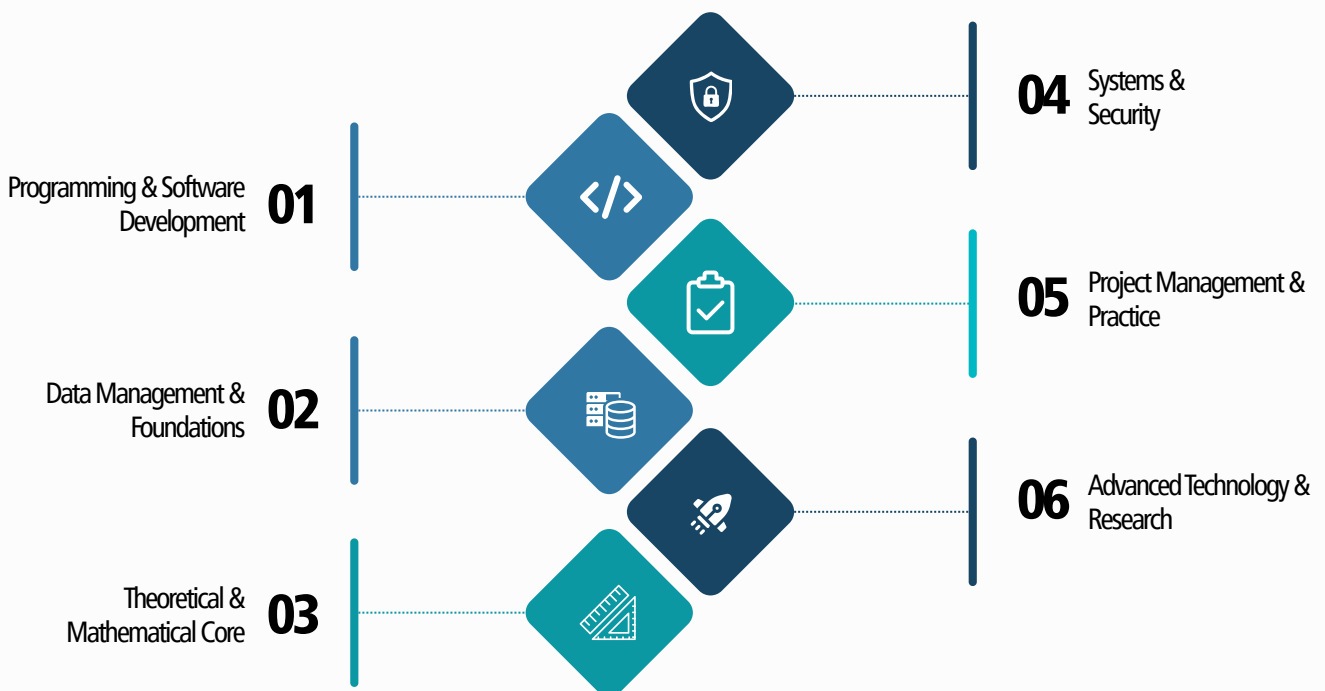 Programming & Software
Development
01
Data Management &
Foundations
02
Theoretical &
Mathematical Core
03
04
Systems &
Security
05
Project Management &
Practice
06
Advanced Technology &
Research